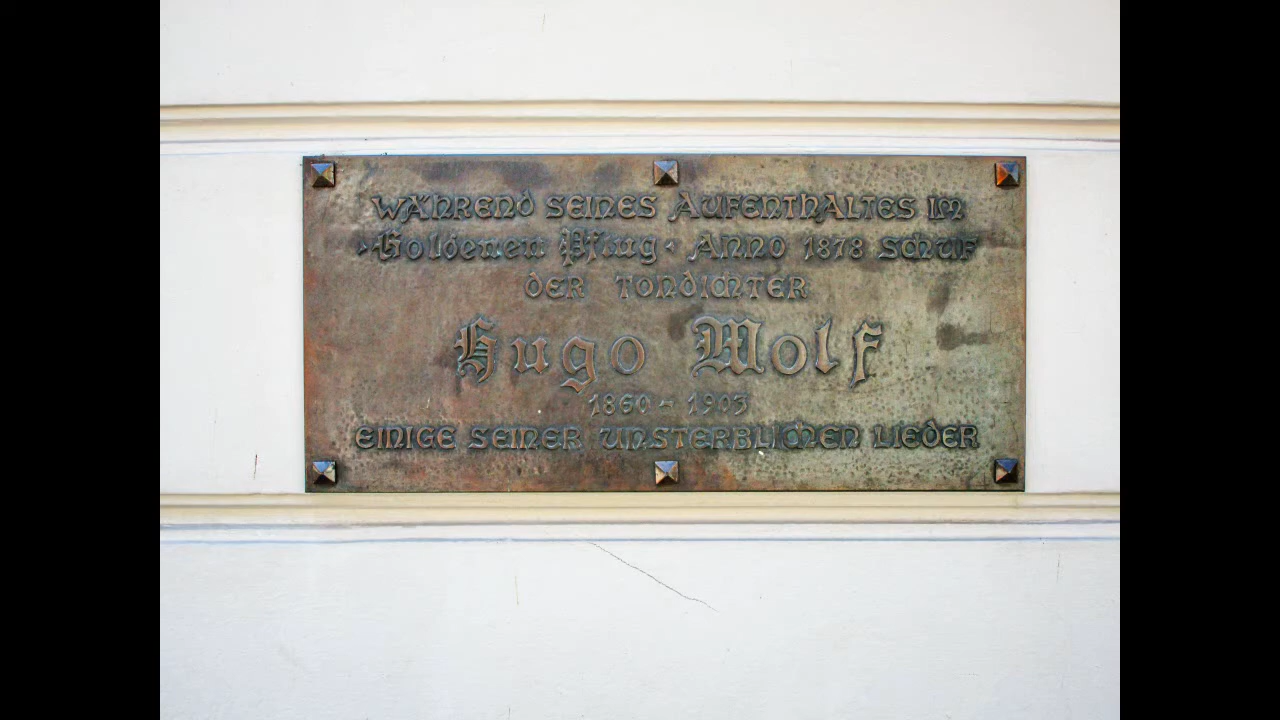 WÄHREND SEINES AUFENTHALTES IM
·Goldenen Pflug· ANNO 1878 SCHUF
DER TONDICHTER
Hugo Wolf
1860 - 1903
EINIGE SEINER UNSTERBLICHEN LIEDER